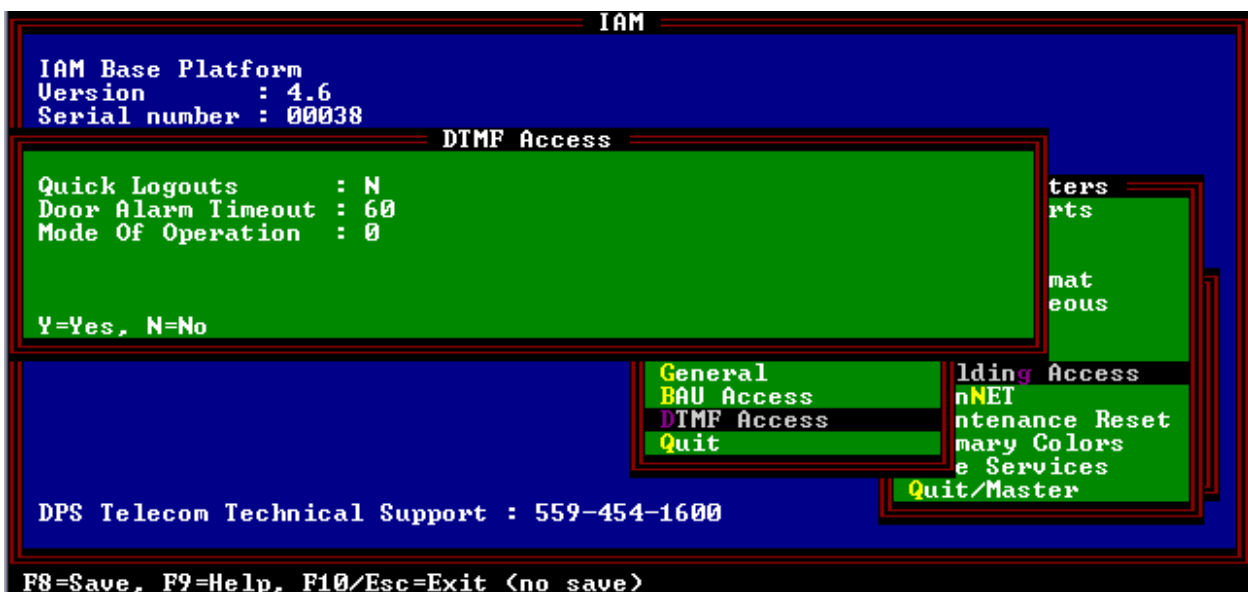 IAM
IAM Base Platform
Version : 4.6
Serial number : 00038
DTMF Access
Quick Logouts : N
Door Alarm Timeout : 60
Mode Of Operation : 0
Y=Yes, N=No
ters
rts
mat
eous
General
BAU Access
DTMF Access
Quit
lding Access
nNET
ntenance Reset
mary Colors
e Services
Quit/Master
DPS Telecom Technical Support : 559-454-1600
F8=Save, F9=Help, F10/Esc=Exit (no save)